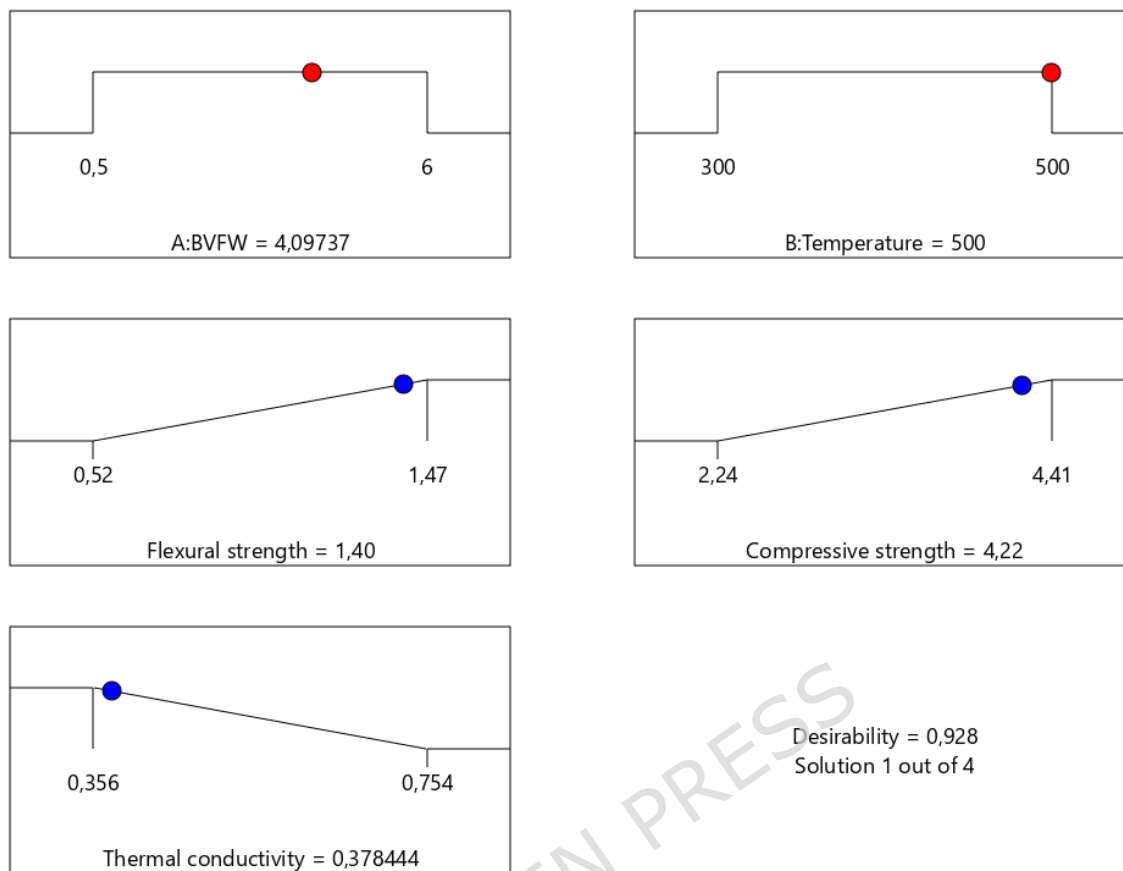 0,5 6
A:BVFW = 4,09737
300 500
B:Temperature = 500
0,52 1,47
Flexural strength = 1,40
2,24 4,41
Compressive strength = 4,22
0,356 0,754
Thermal conductivity = 0,378444
Desirability = 0,928
Solution 1 out of 4
PRESS